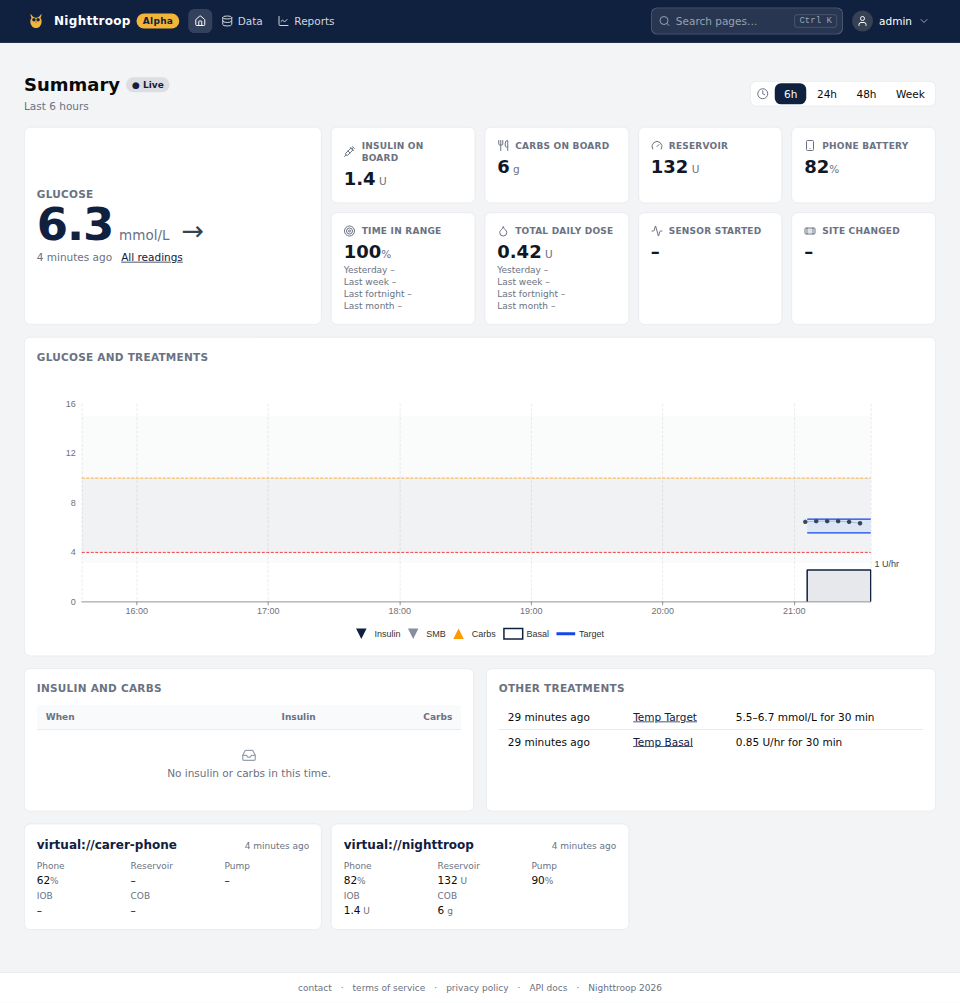 Nighttroop Alpha Data Reports Search pages... Ctrl K admin
Summary Live
Last 6 hours
6h 24h 48h Week
GLUCOSE
6.3 mmol/L →
4 minutes ago All readings
INSULIN ON BOARD
1.4 U
CARBS ON BOARD
6 g
RESERVOIR
132 U
PHONE BATTERY
82%
TIME IN RANGE
100%
Yesterday –
Last week –
Last fortnight –
Last month –
TOTAL DAILY DOSE
0.42 U
Yesterday –
Last week –
Last fortnight –
Last month –
SENSOR STARTED
–
SITE CHANGED
–
GLUCOSE AND TREATMENTS
16
12
8
4
0
1 U/hr
16:00 17:00 18:00 19:00 20:00 21:00
Insulin SMB Carbs Basal Target
INSULIN AND CARBS
When Insulin Carbs
No insulin or carbs in this time.
OTHER TREATMENTS
29 minutes ago Temp Target 5.5–6.7 mmol/L for 30 min
29 minutes ago Temp Basal 0.85 U/hr for 30 min
virtual://carer-phone 4 minutes ago
Phone Reservoir Pump
62% – –
IOB COB
– –
virtual://nighttroop 4 minutes ago
Phone Reservoir Pump
82% 132 U 90%
IOB COB
1.4 U 6 g
contact · terms of service · privacy policy · API docs · Nighttroop 2026